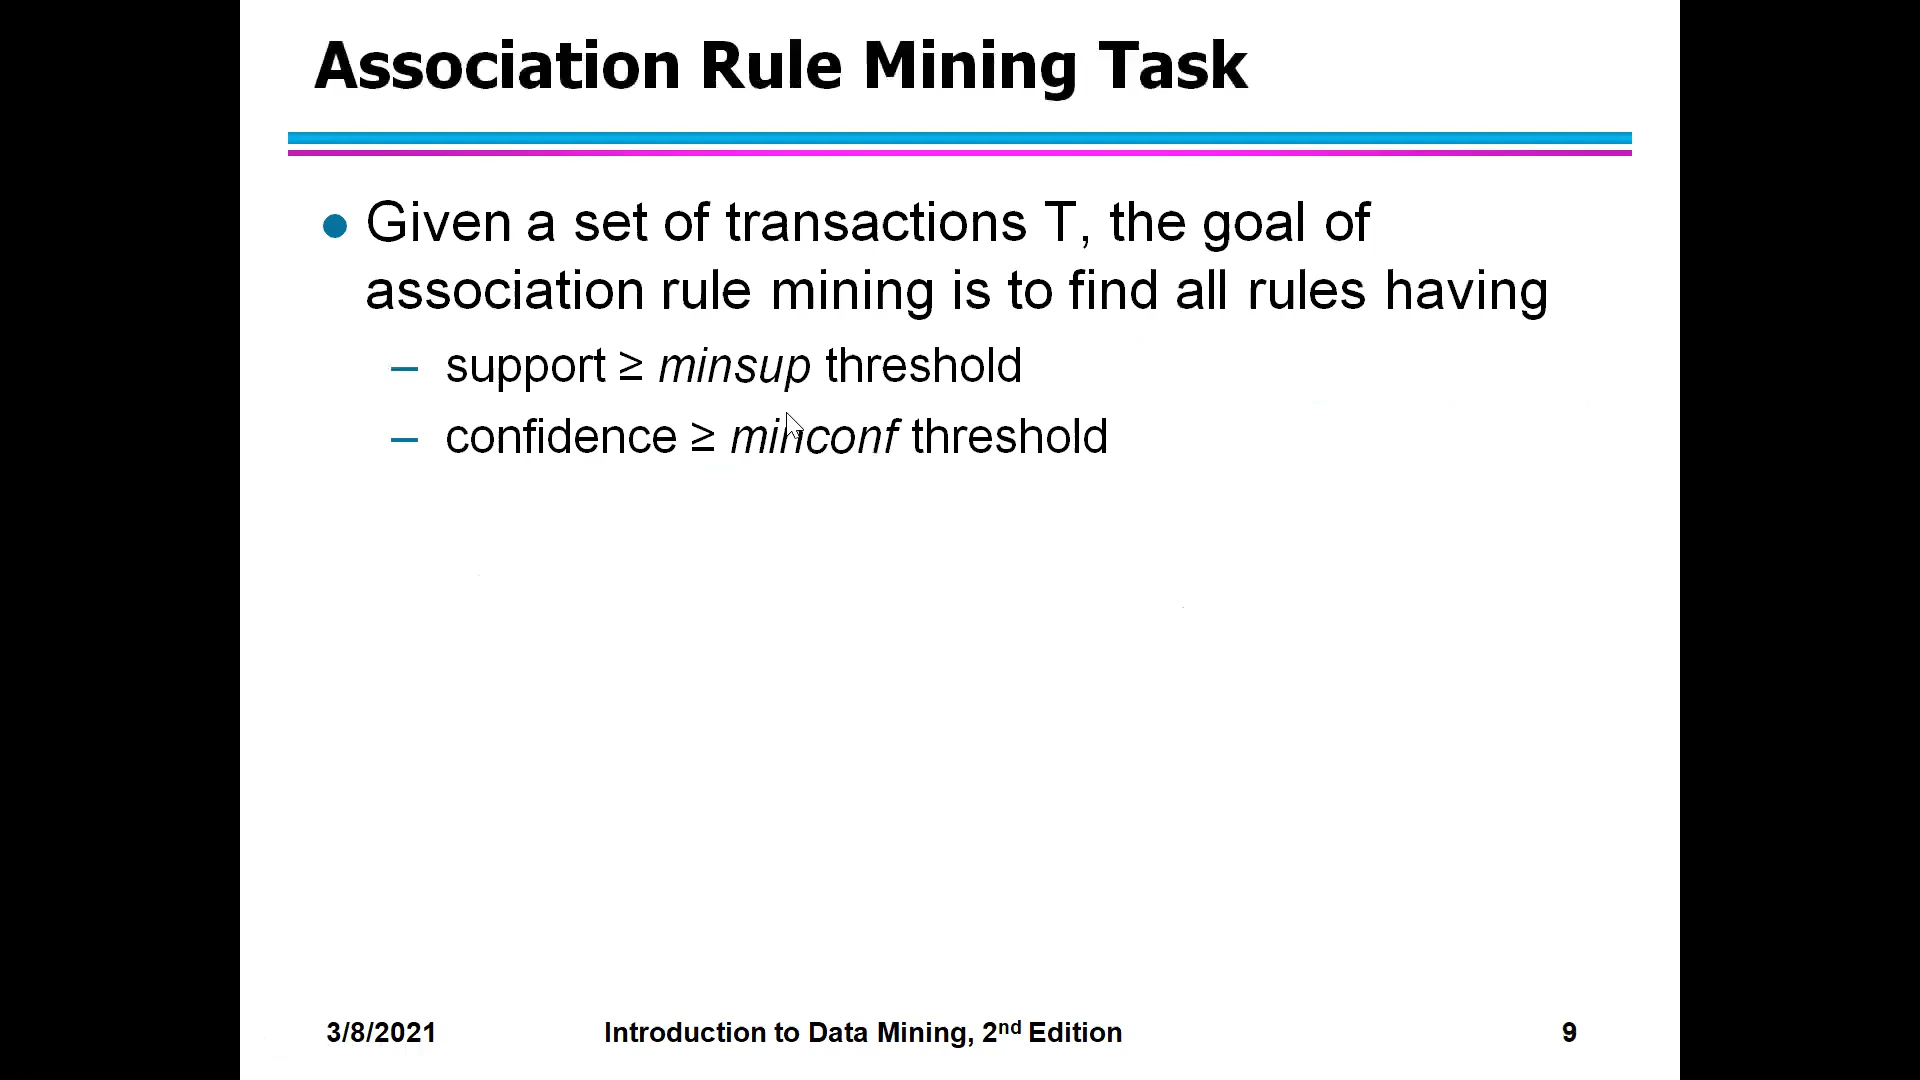 Association Rule Mining Task
● Given a set of transactions T, the goal of
association rule mining is to find all rules having
– support ≥ minsup threshold
– confidence ≥ minconf threshold
3/8/2021 Introduction to Data Mining, 2nd Edition 9